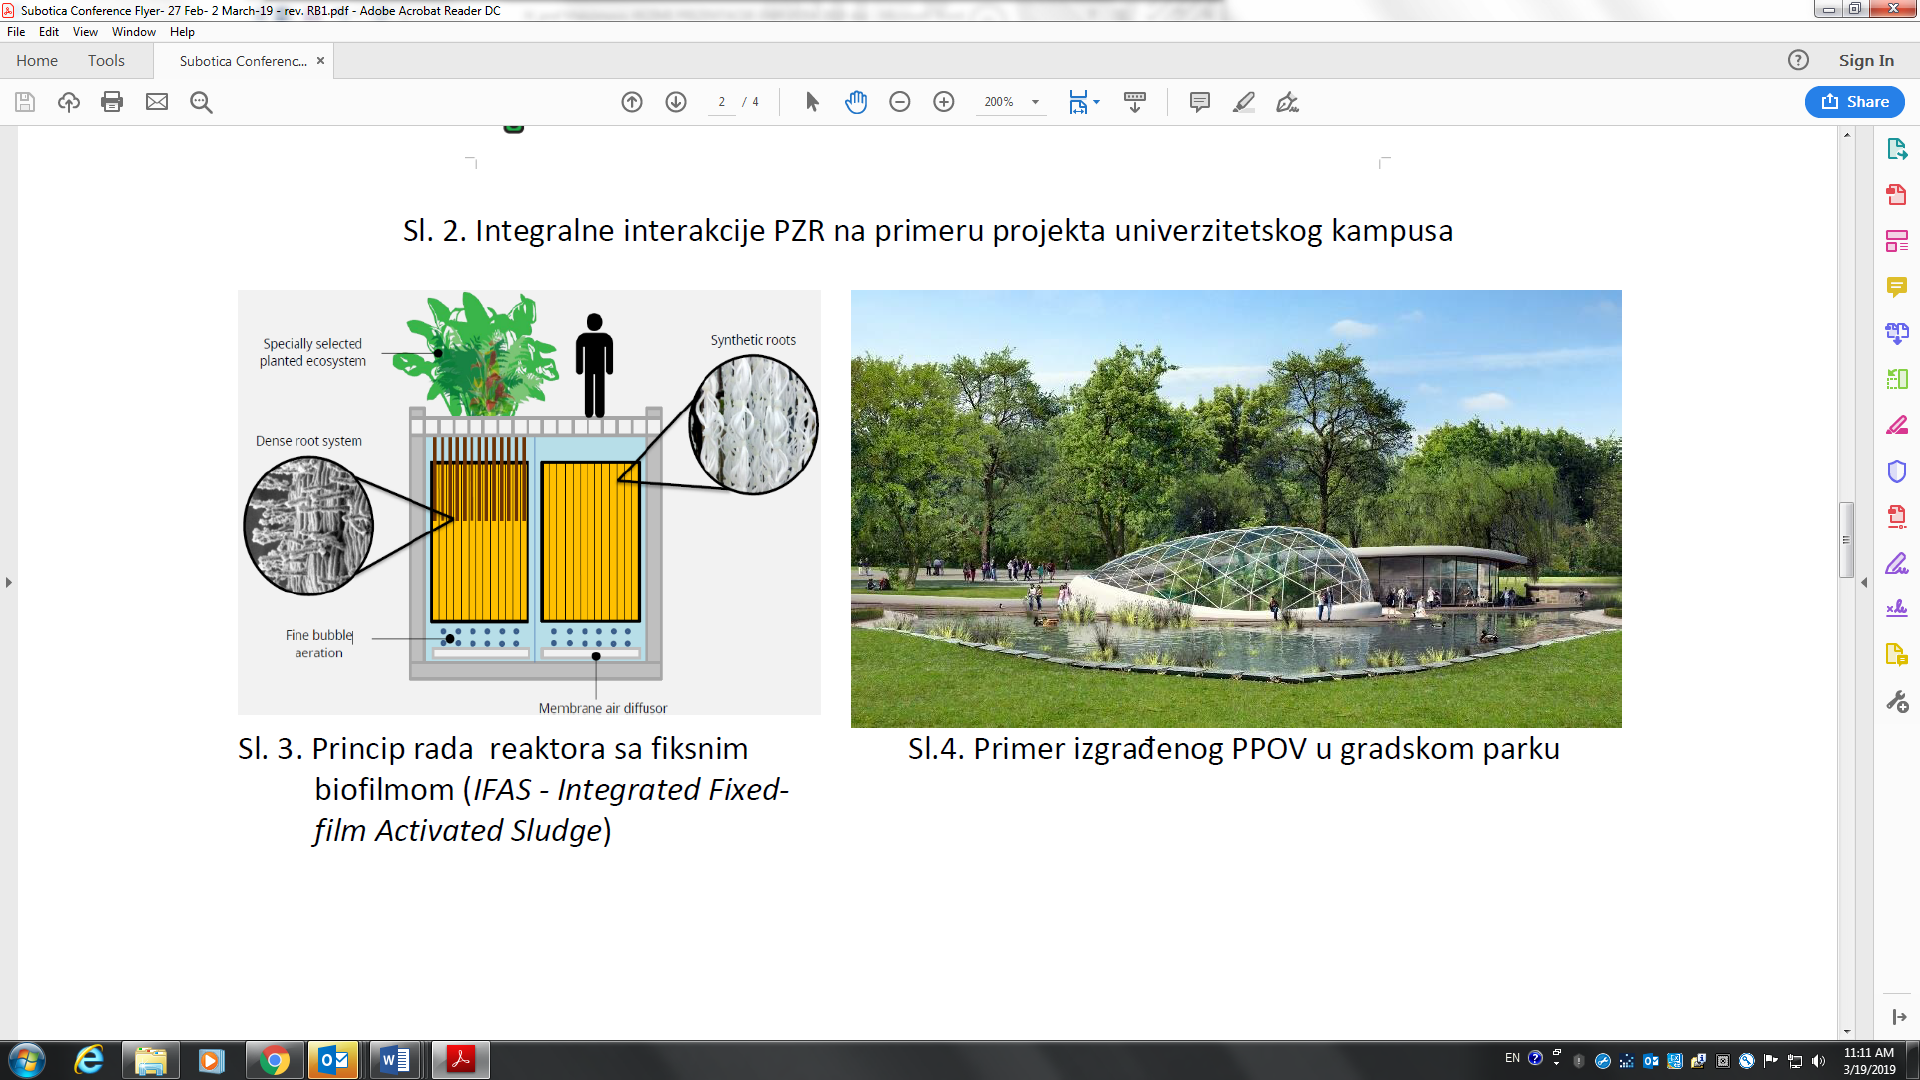 Subotica Conference Flyer- 27 Feb- 2 March-19 - rev. RB1.pdf - Adobe Acrobat Reader DC
File Edit View Window Help
Home Tools Subotica Conferenc... Sign In
2 / 4 200% Share
Sl. 2. Integralne interakcije PZR na primeru projekta univerzitetskog kampusa
Specially selected
planted ecosystem
Synthetic roots
Dense root system
Fine bubble
aeration
Membrane air diffusor
Sl. 3. Princip rada reaktora sa fiksnim
biofilmom (IFAS - Integrated Fixed-
film Activated Sludge)
Sl.4. Primer izgrađenog PPOV u gradskom parku
EN
11:11 AM
3/19/2019